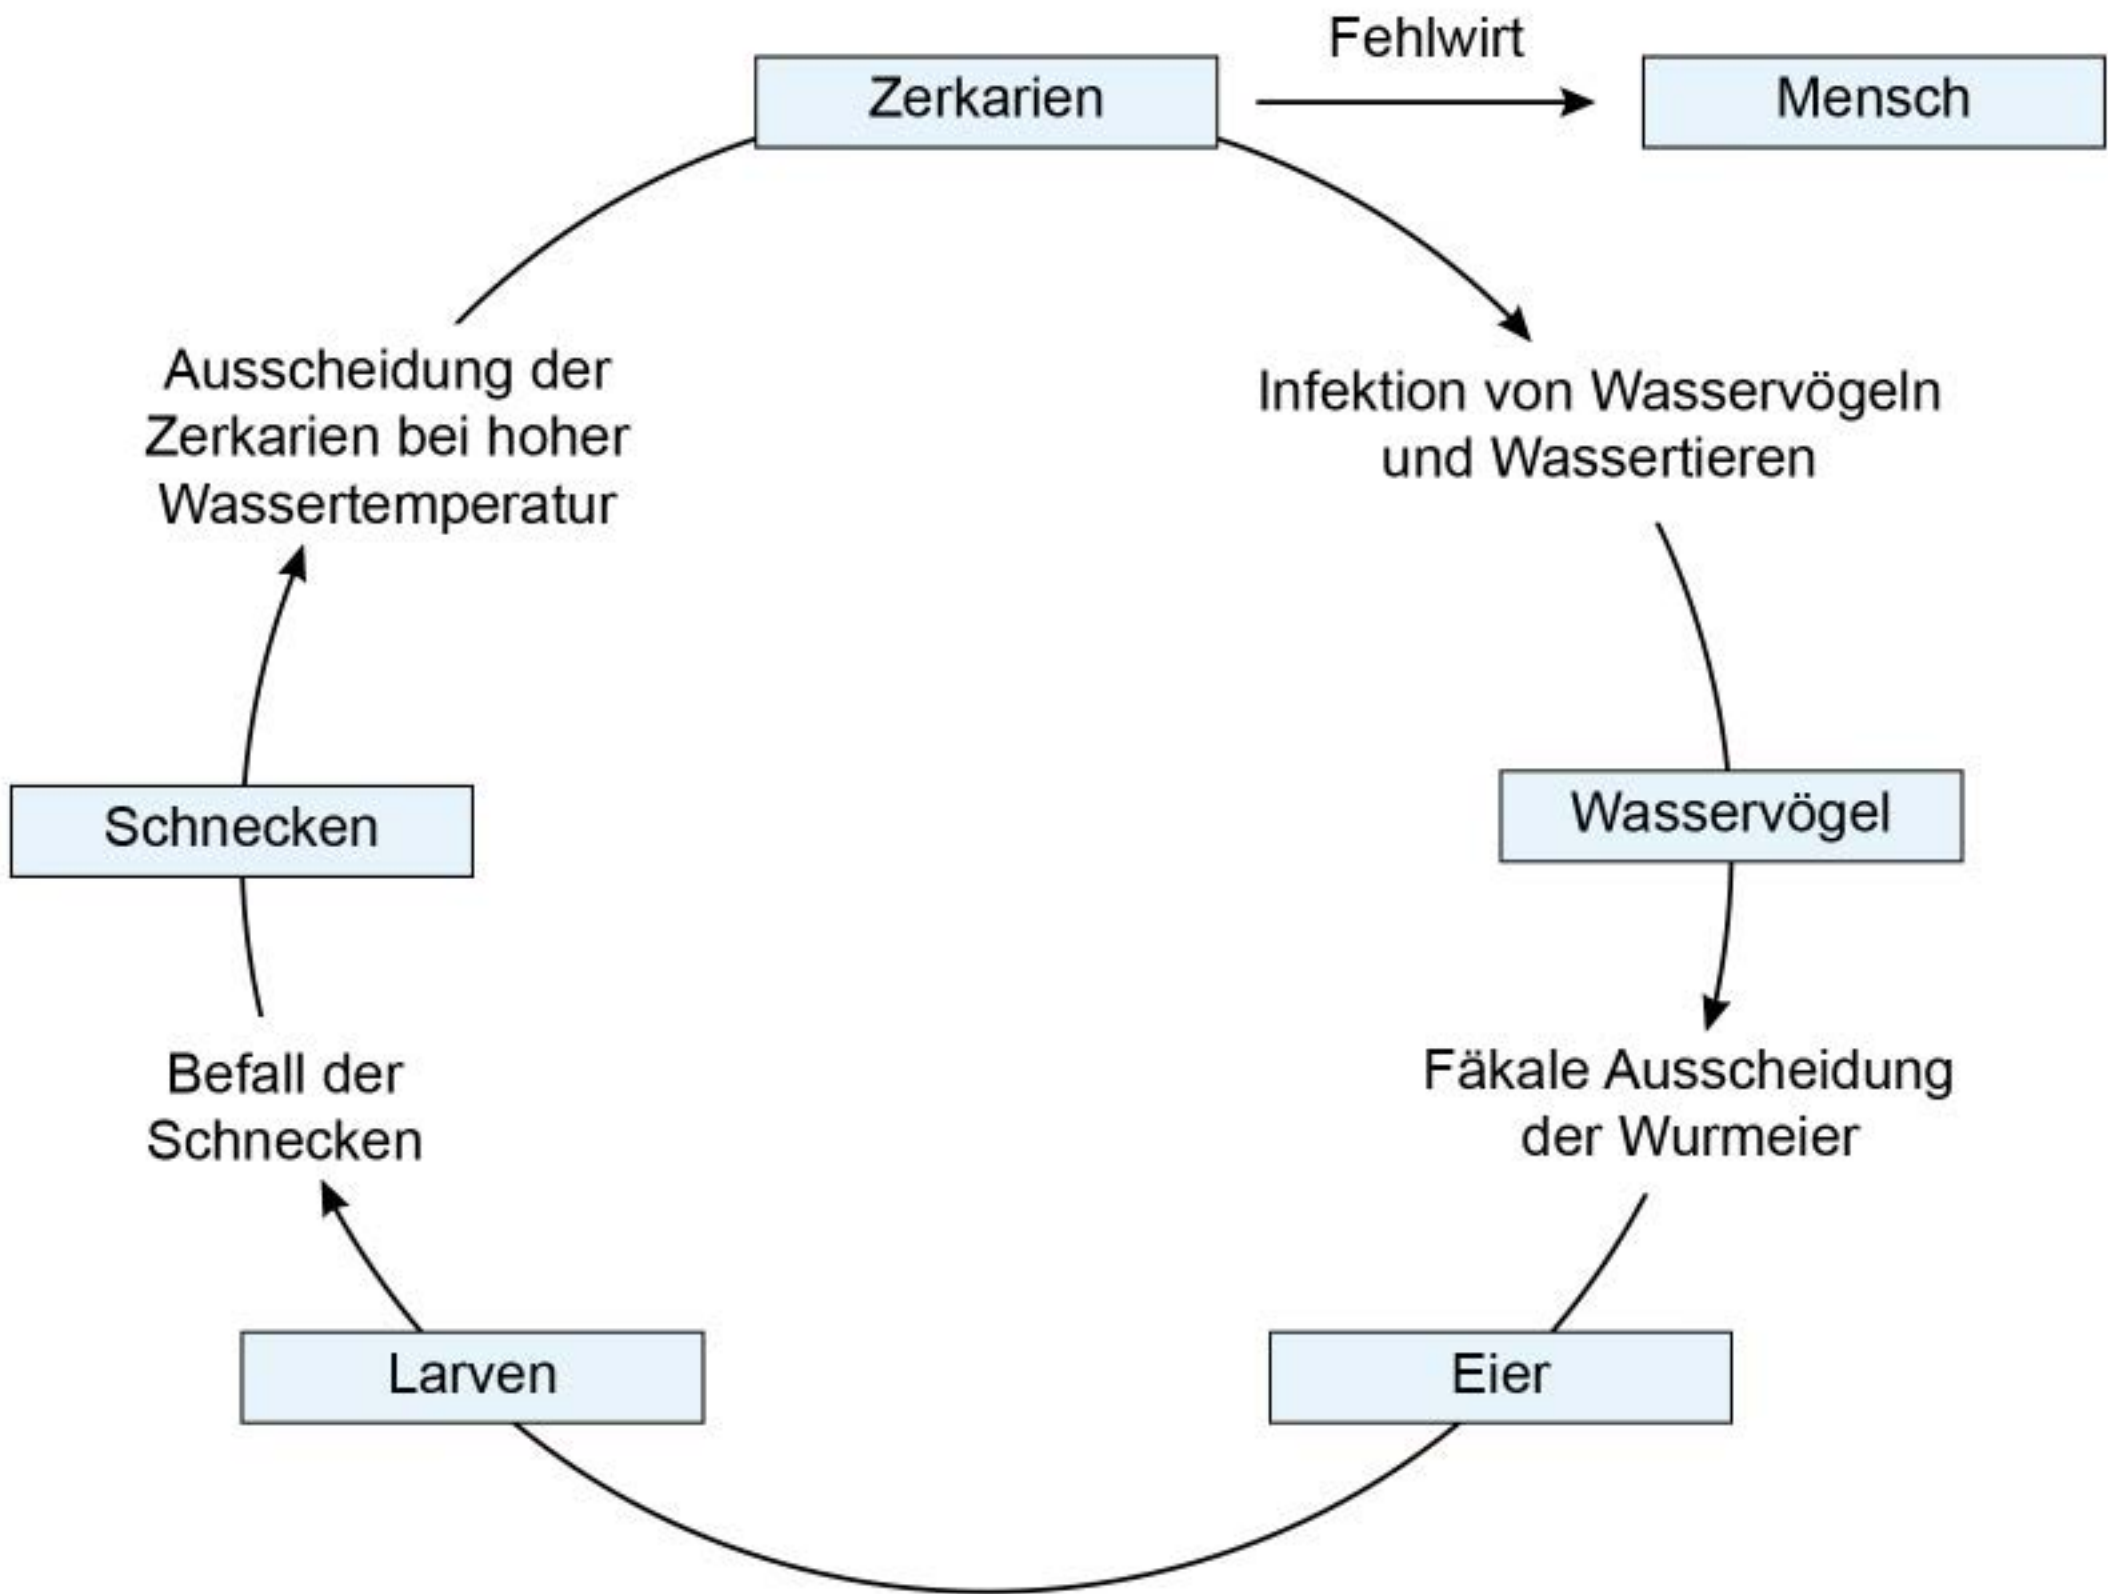 Fehlwirt
Zerkarien
Mensch
Infektion von Wasservögeln
und Wassertieren
Wasservögel
Fäkale Ausscheidung
der Wurmeier
Eier
Larven
Befall der
Schnecken
Schnecken
Ausscheidung der
Zerkarien bei hoher
Wassertemperatur